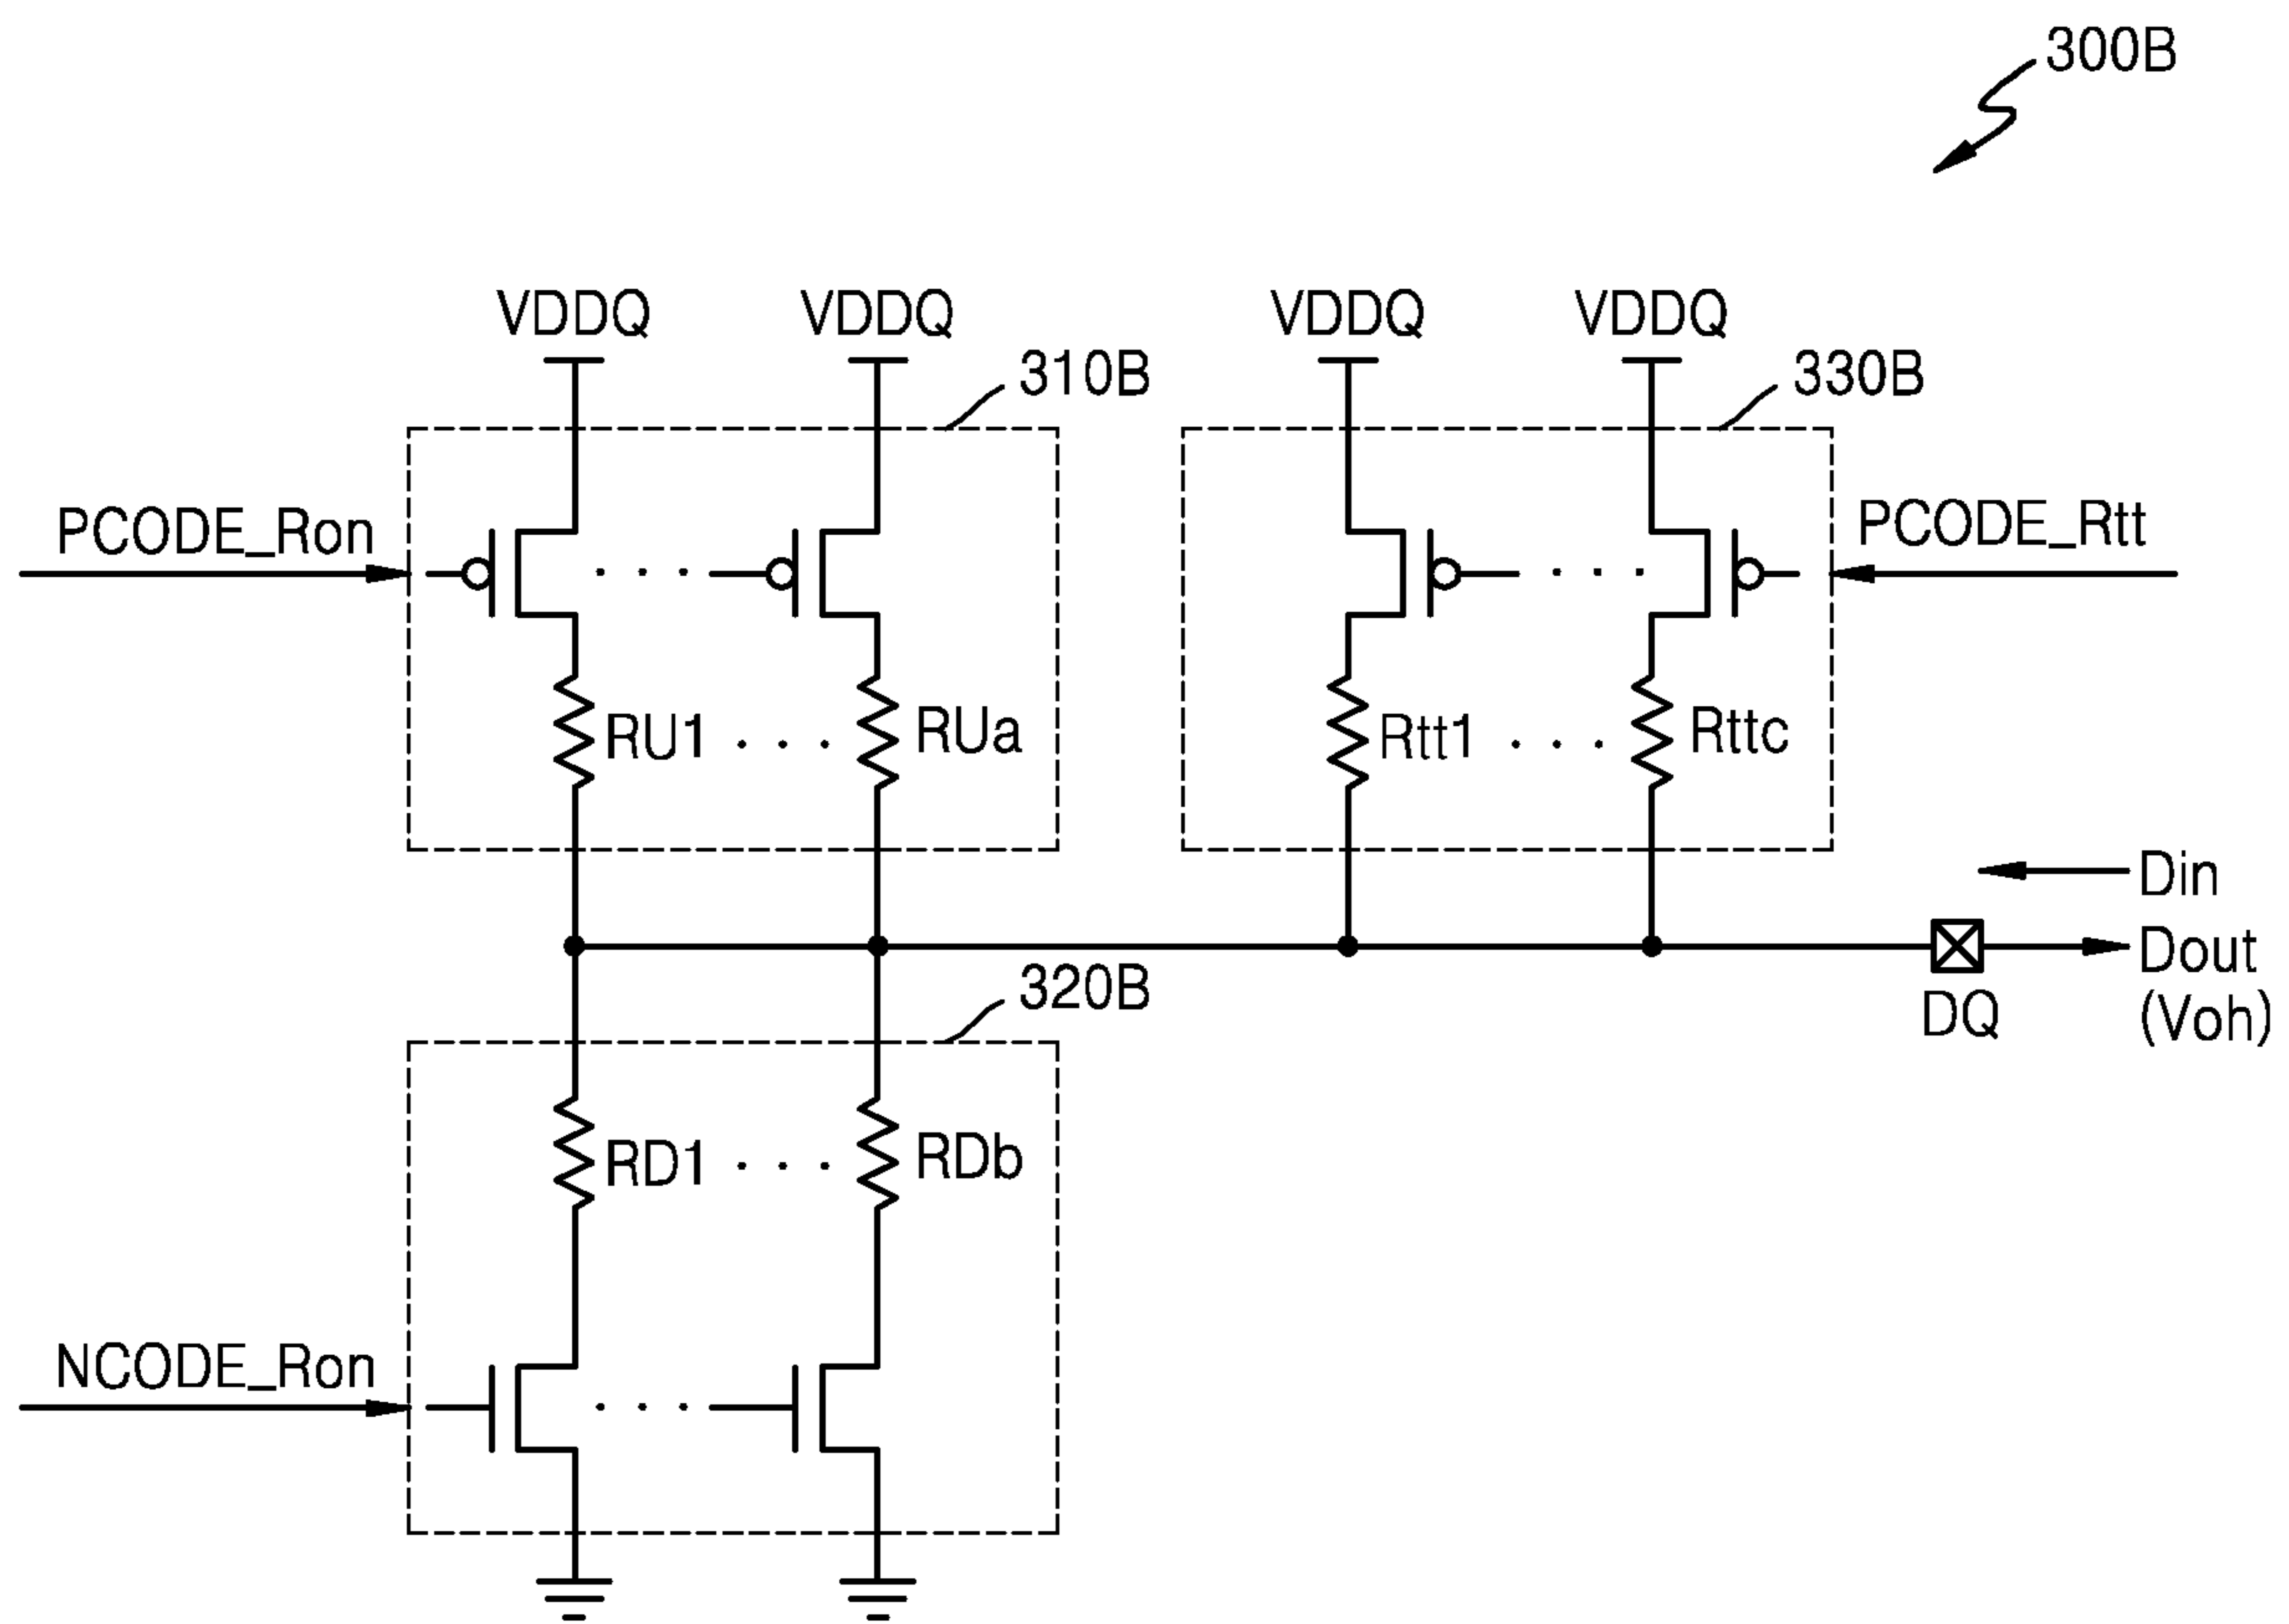 300B
VDDQ VDDQ VDDQ VDDQ
310B 330B
PCODE_Ron PCODE_Rtt
RU1 ... RUa Rtt1 ... Rttc
Din
Dout
(Voh)
DQ
320B
RD1 ... RDb
NCODE_Ron